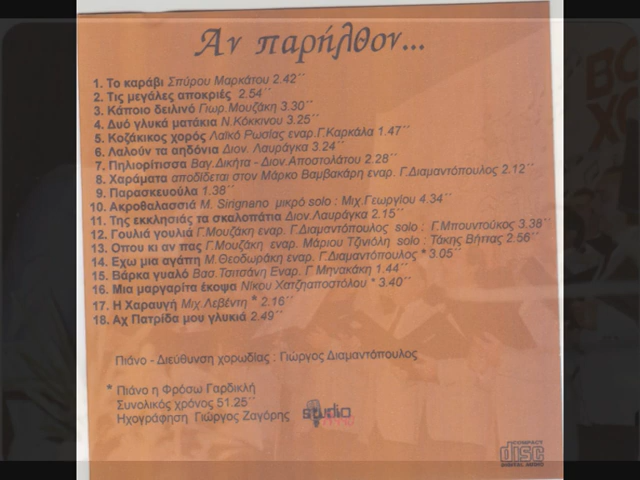 Αν παρήλθον...
1. Το καράβι Σπύρου Μαρκάτου 2.42΄΄
2. Τις μεγάλες αποκριές 2.54΄΄
3. Κάποιο δειλινό Γιωρ.Μουζάκη 3.30΄΄
4. Δυό γλυκά ματάκια Ν.Κόκκινου 3.25΄΄
5. Κοζάκικος χορός Λαϊκό Ρωσίας εναρ.Γ.Καρκάλα 1.47΄΄
6. Λαλούν τα αηδόνια Διον. Λαυράγκα 3.24΄΄
7. Πηλιορίτισσα Βαγ.Δικήτα - Διον.Αποστολάτου 2.28΄΄
8. Χαράματα αποδίδεται στον Μάρκο Βαμβακάρη εναρ. Γ.Διαμαντόπουλος 2.12΄΄
9. Παρασκευούλα 1.38΄΄
10. Ακροθαλασσιά M. Sirignano μικρό solo : Μιχ.Γεωργίου 4.34΄΄
11. Της εκκλησιάς τα σκαλοπάτια Διον.Λαυράγκα 2.15΄΄
12. Γουλιά γουλιά Γ.Μουζάκη εναρ. Γ.Διαμαντόπουλος solo : Γ.Μπουντούκος 3.38΄΄
13. Οπου κι αν πας Γ.Μουζάκη εναρ. Μάριου Τζινιόλη solo : Τάκης Βήττας 2.56΄΄
14. Εχω μια αγάπη Μ.Θεοδωράκη εναρ. Γ.Διαμαντόπουλος * 3.05΄΄
15. Βάρκα γυαλό Βασ.Τσιτσάνη Εναρ. Γ Μηνακάκη 1.44΄΄
16. Μια μαργαρίτα έκοψα Νίκου Χατζηαποστόλου * 3.40΄΄
17. Η Χαραυγή Μιχ Λεβέντη * 2.16΄΄
18. Αχ Πατρίδα μου γλυκιά 2.49΄΄
Πιάνο - Διεύθυνση χορωδίας : Γιώργος Διαμαντόπουλος
* Πιάνο η Φρόσω Γαρδικλή
Συνολικός χρόνος 51.25΄΄
Ηχογράφηση Γιώργος Ζαγόρης
studio
COMPACT
disc
DIGITAL AUDIO